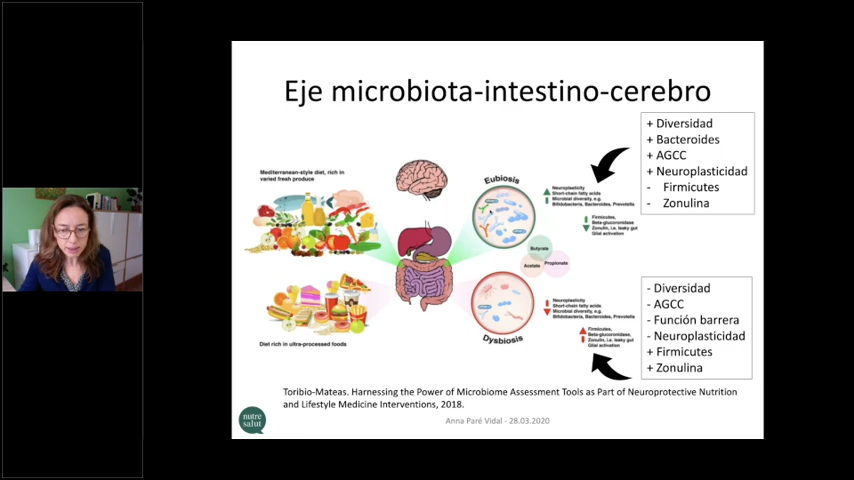 Eje microbiota-intestino-cerebro
+ Diversidad
+ Bacteroides
+ AGCC
+ Neuroplasticidad
- Firmicutes
- Zonulina
Mediterranean-style diet, rich in
varied fresh produce
Eubiosis
Neuroplasticity
Short-chain fatty acids
Microbial diversity, e.g.
Bifidobacteria, Bacteroides, Prevotella
Firmicutes,
Beta-glucoronidase
Zonulin, i.e. leaky gut
Glial activation
Butyrate
Acetate
Propionate
Diet rich in ultra-processed foods
Dysbiosis
Neuroplasticity
Short-chain fatty acids
Microbial diversity, e.g.
Bifidobacteria, Bacteroides, Prevotella
Firmicutes,
Beta-glucoronidase,
Zonulin, i.e. leaky gut
Glial activation
- Diversidad
- AGCC
- Función barrera
- Neuroplasticidad
+ Firmicutes
+ Zonulina
Toribio-Mateas. Harnessing the Power of Microbiome Assessment Tools as Part of Neuroprotective Nutrition
and Lifestyle Medicine Interventions, 2018.
nutre
salut
Anna Paré Vidal - 28.03.2020